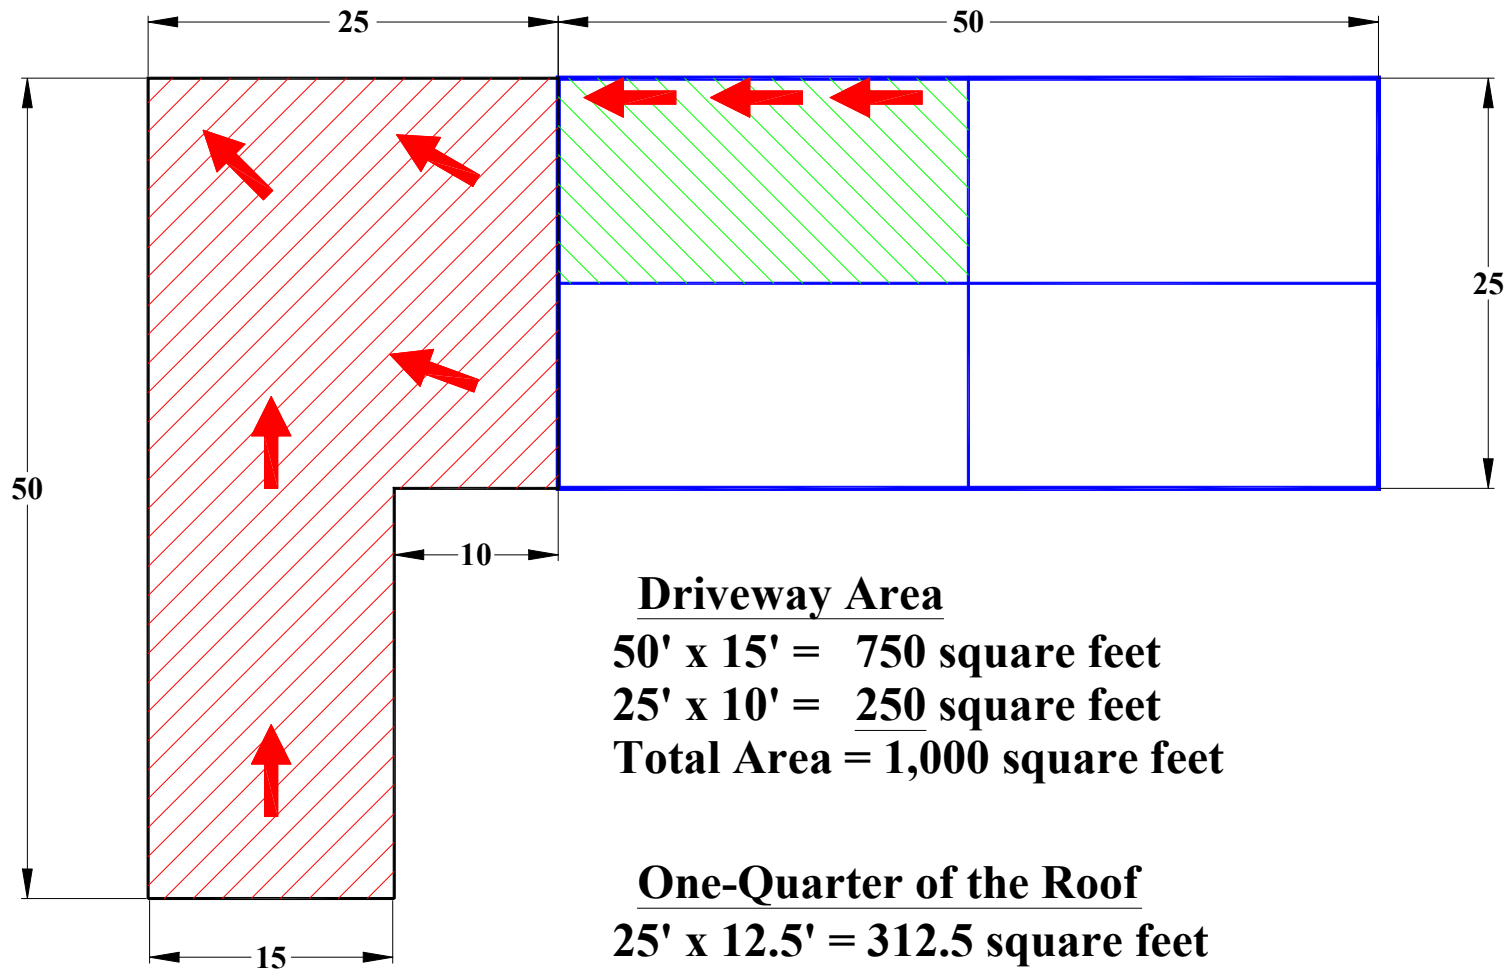 25
50
50
25
10
15
Driveway Area
50' x 15' = 750 square feet
25' x 10' = 250 square feet
Total Area = 1,000 square feet
One-Quarter of the Roof
25' x 12.5' = 312.5 square feet